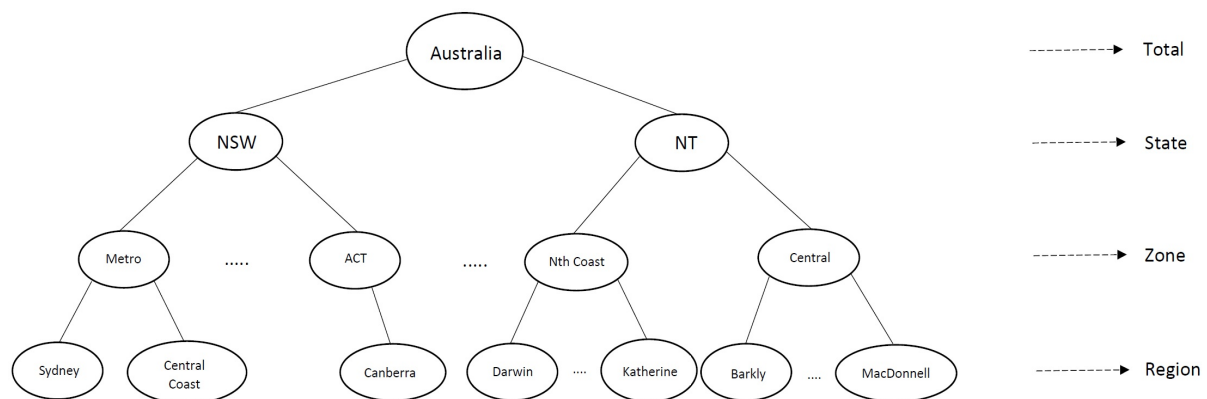 Australia
Total
NSW
NT
State
Metro
.....
ACT
.....
Nth Coast
Central
Zone
Sydney
Central
Coast
Canberra
Darwin
....
Katherine
Barkly
....
MacDonnell
Region